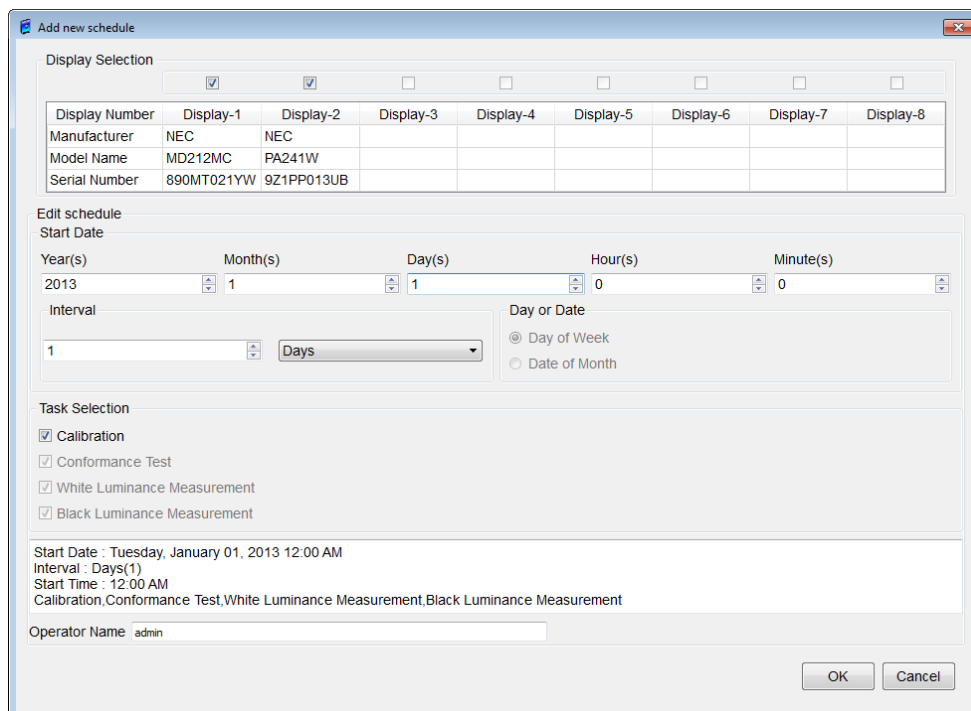 Add new schedule
Display Selection
Display Number Display-1 Display-2 Display-3 Display-4 Display-5 Display-6 Display-7 Display-8
Manufacturer NEC NEC
Model Name MD212MC PA241W
Serial Number 890MT021YW 9Z1PP013UB
Edit schedule
Start Date
Year(s) Month(s) Day(s) Hour(s) Minute(s)
2013 1 1 0 0
Interval Day or Date
Day of Week
1 Days
Date of Month
Task Selection
Calibration
Conformance Test
White Luminance Measurement
Black Luminance Measurement
Start Date : Tuesday, January 01, 2013 12:00 AM
Interval : Days(1)
Start Time : 12:00 AM
Calibration,Conformance Test,White Luminance Measurement,Black Luminance Measurement
Operator Name admin
OK Cancel